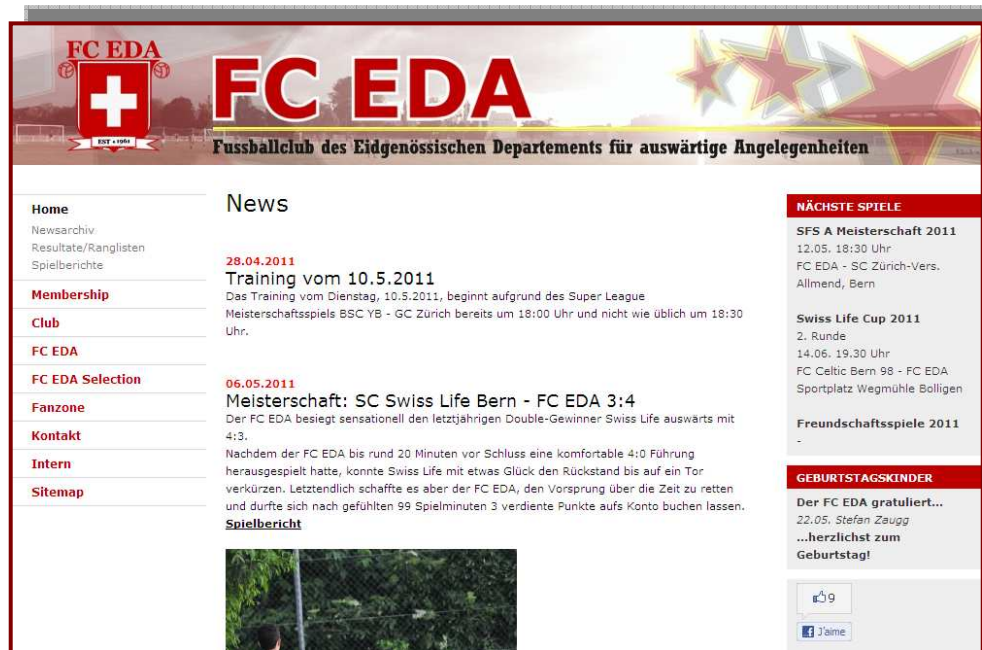 FC EDA
EST • 1961
FC EDA
Fussballclub des Eidgenössischen Departements für auswärtige Angelegenheiten
Home
Newsarchiv
Resultate/Ranglisten
Spielberichte
Membership
Club
FC EDA
FC EDA Selection
Fanzone
Kontakt
Intern
Sitemap
News
28.04.2011
Training vom 10.5.2011
Das Training vom Dienstag, 10.5.2011, beginnt aufgrund des Super League
Meisterschaftsspiels BSC YB - GC Zürich bereits um 18:00 Uhr und nicht wie üblich um 18:30
Uhr.
06.05.2011
Meisterschaft: SC Swiss Life Bern - FC EDA 3:4
Der FC EDA besiegt sensationell den letztjährigen Double-Gewinner Swiss Life auswärts mit
4:3.
Nachdem der FC EDA bis rund 20 Minuten vor Schluss eine komfortable 4:0 Führung
herausgespielt hatte, konnte Swiss Life mit etwas Glück den Rückstand bis auf ein Tor
verkürzen. Letztendlich schaffte es aber der FC EDA, den Vorsprung über die Zeit zu retten
und durfte sich nach gefühlten 99 Spielminuten 3 verdiente Punkte aufs Konto buchen lassen.
Spielbericht
NÄCHSTE SPIELE
SFS A Meisterschaft 2011
12.05. 18:30 Uhr
FC EDA - SC Zürich-Vers.
Allmend, Bern
Swiss Life Cup 2011
2. Runde
14.06. 19.30 Uhr
FC Celtic Bern 98 - FC EDA
Sportplatz Wegmühle Bolligen
Freundschaftsspiele 2011
-
GEBURTSTAGSKINDER
Der FC EDA gratuliert...
22.05. Stefan Zaugg
...herzlichst zum
Geburtstag!
9
J'aime